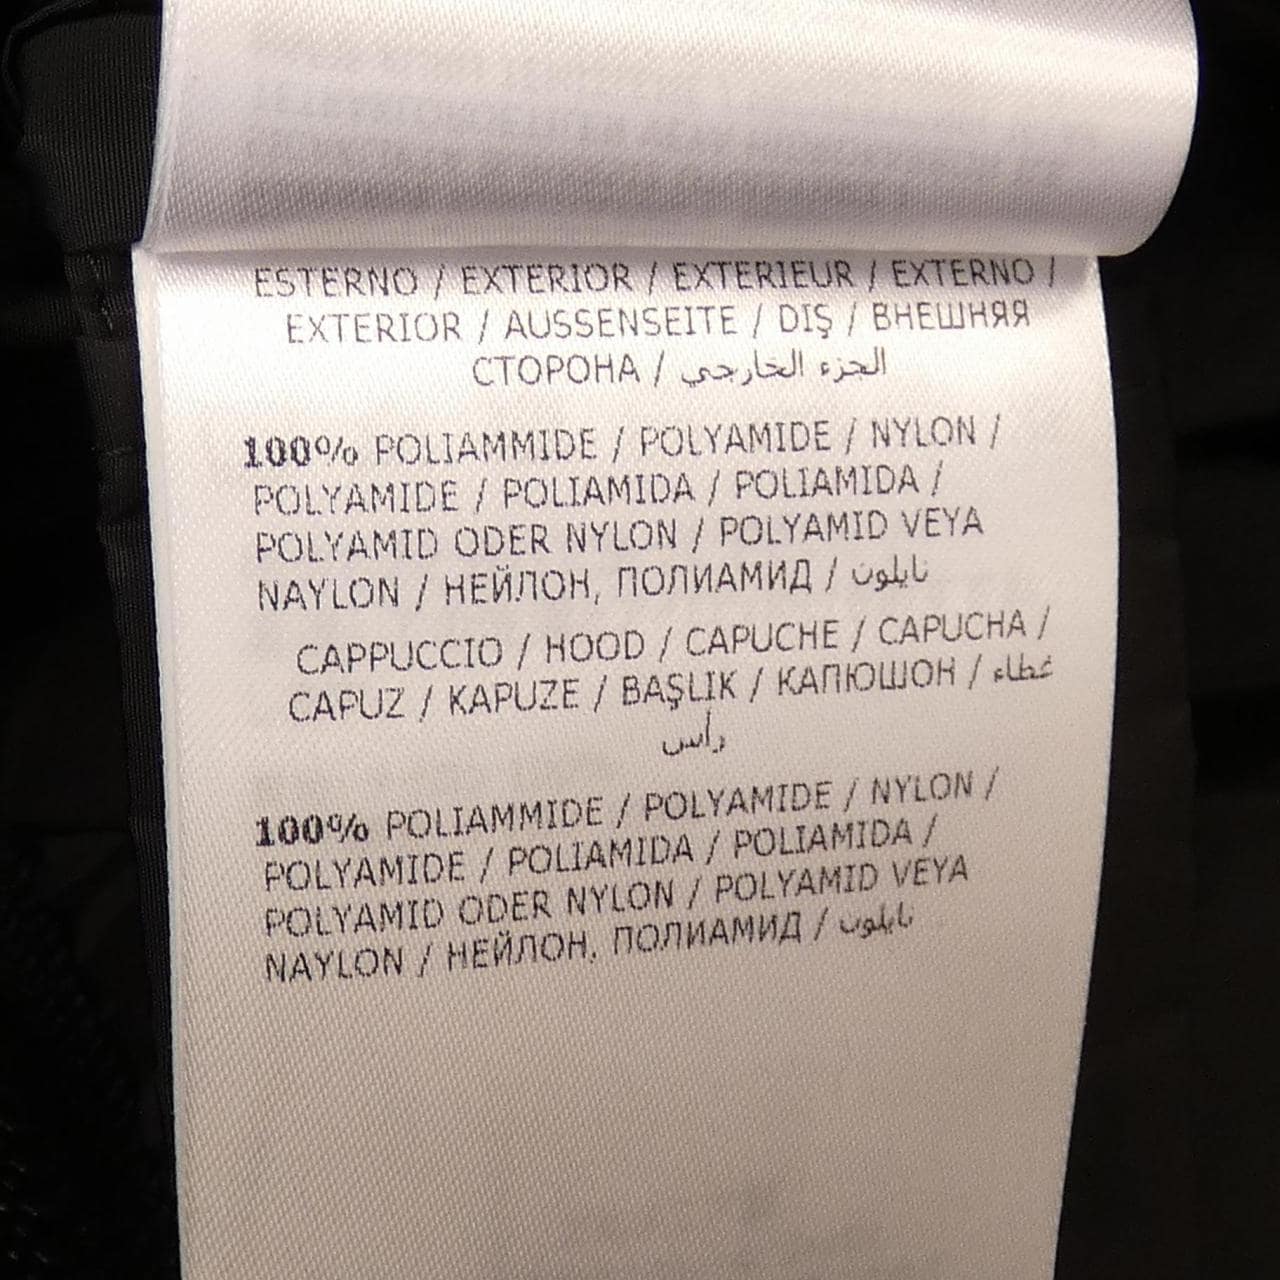 ESTERNO / EXTERIOR / EXTERIEUR / EXTERNO /
EXTERIOR / AUSSENSEITE / DIŞ / ВНЕШНЯЯ
СТОРОНА / الجزء الخارجي
100% POLIAMMIDE / POLYAMIDE / NYLON /
POLYAMIDE / POLIAMIDA / POLIAMIDA /
POLYAMID ODER NYLON / POLYAMID VEYA
NAYLON / НЕЙЛОН, ПОЛИАМИД / نايلون
CAPPUCCIO / HOOD / CAPUCHE / CAPUCHA /
CAPUZ / KAPUZE / BAŞLIK / КАПЮШОН / غطاء
رأس
100% POLIAMMIDE / POLYAMIDE / NYLON /
POLYAMIDE / POLIAMIDA / POLIAMIDA /
POLYAMID ODER NYLON / POLYAMID VEYA
NAYLON / НЕЙЛОН, ПОЛИАМИД / نايلون